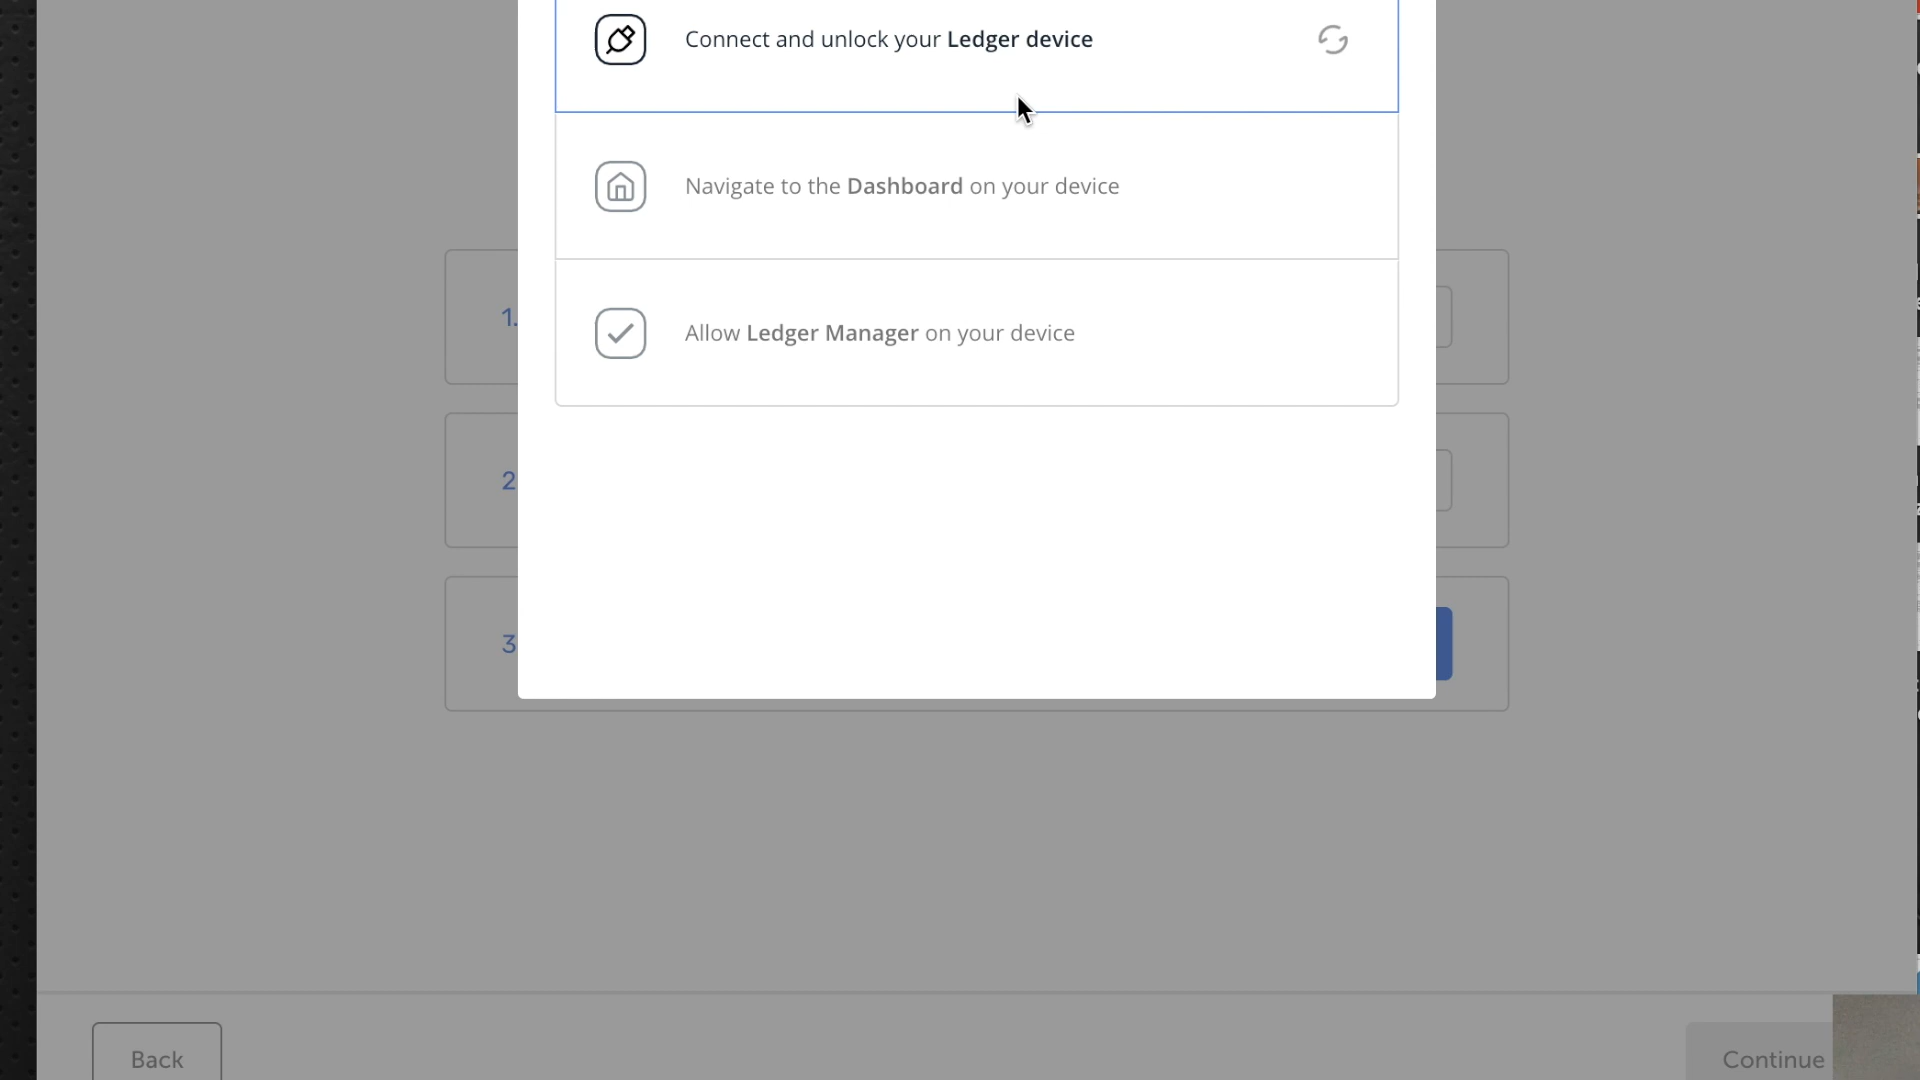 Connect and unlock your Ledger device
Navigate to the Dashboard on your device
Allow Ledger Manager on your device
1.
2
3
Back
Continue